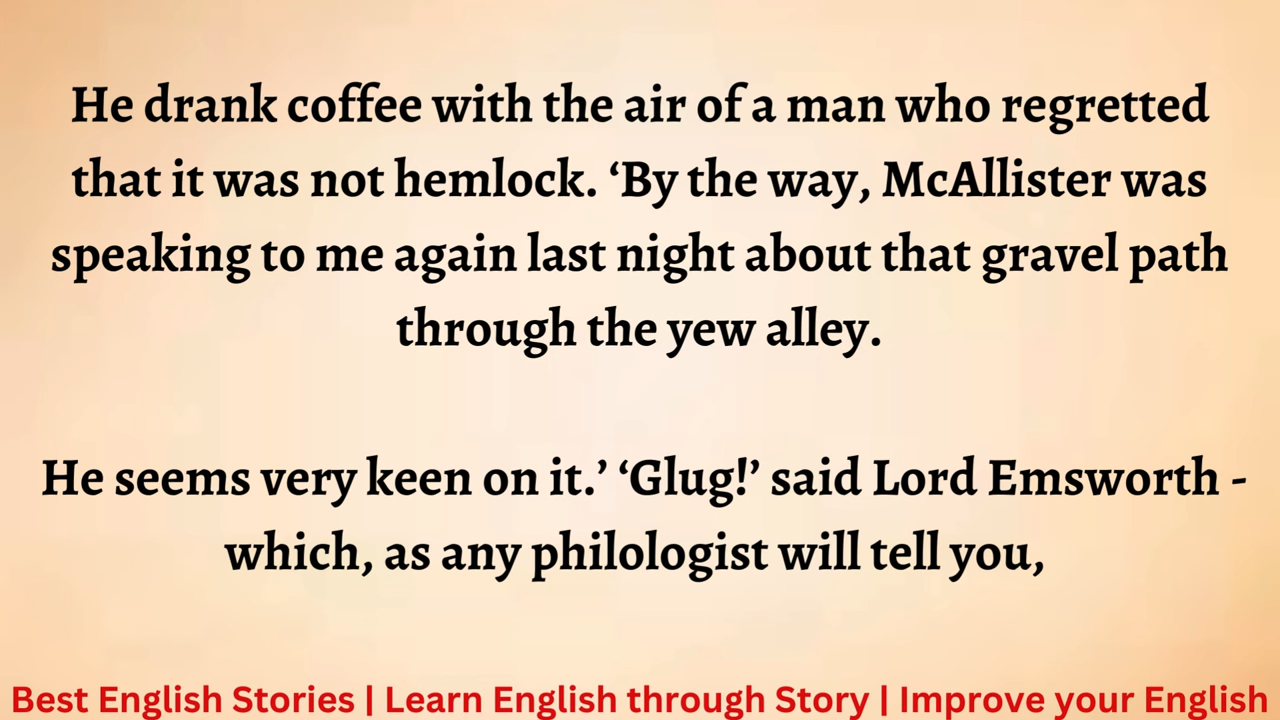 He drank coffee with the air of a man who regretted
that it was not hemlock. ‘By the way, McAllister was
speaking to me again last night about that gravel path
through the yew alley.
He seems very keen on it.’ ‘Glug!’ said Lord Emsworth -
which, as any philologist will tell you,
Best English Stories | Learn English through Story | Improve your English